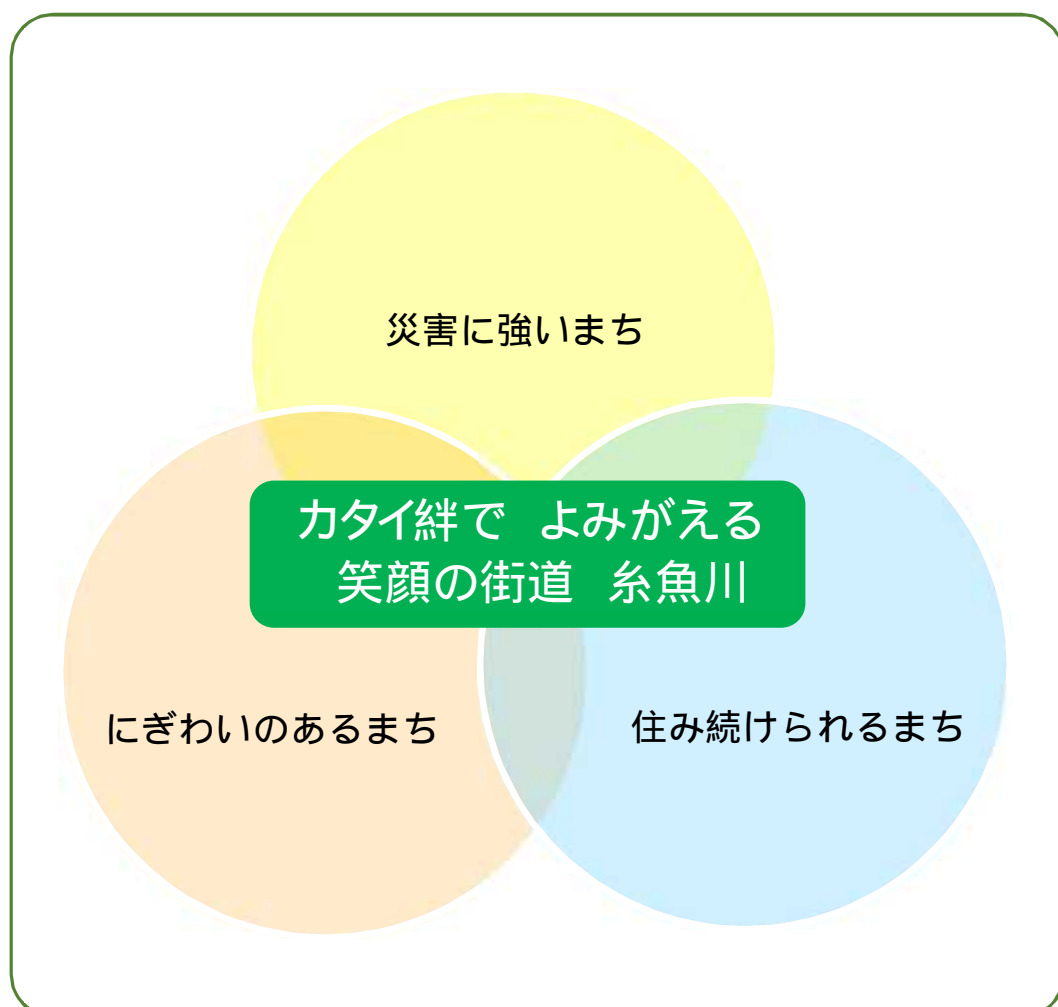 災害に強いまち
カタイ絆で　よみがえる
笑顔の街道　糸魚川
にぎわいのあるまち
住み続けられるまち